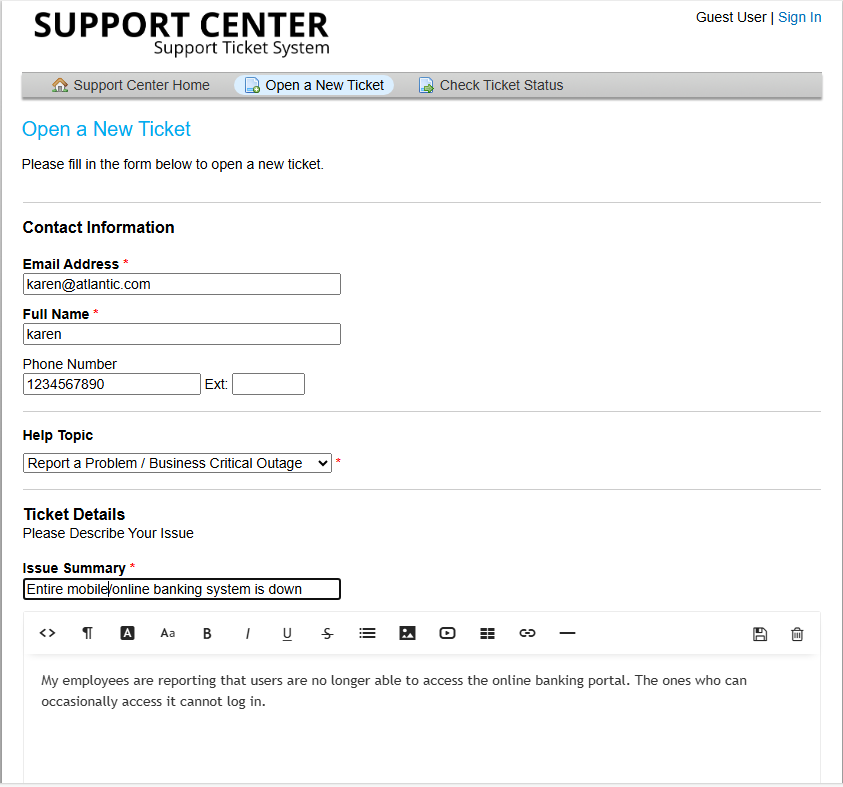 SUPPORT CENTER
Support Ticket System
Guest User | Sign In
Support Center Home Open a New Ticket Check Ticket Status
Open a New Ticket
Please fill in the form below to open a new ticket.
Contact Information
Email Address *
karen@atlantic.com
Full Name *
karen
Phone Number
1234567890 Ext:
Help Topic
Report a Problem / Business Critical Outage *
Ticket Details
Please Describe Your Issue
Issue Summary *
Entire mobile/online banking system is down
<> ¶ A Aa B I U S
My employees are reporting that users are no longer able to access the online banking portal. The ones who can
occasionally access it cannot log in.